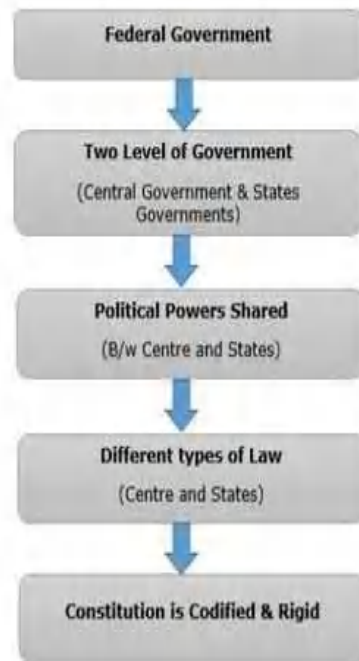 Federal Government
Two Level of Government
(Central Government & States
Governments)
Political Powers Shared
(B/w Centre and States)
Different types of Law
(Centre and States)
Constitution is Codified & Rigid